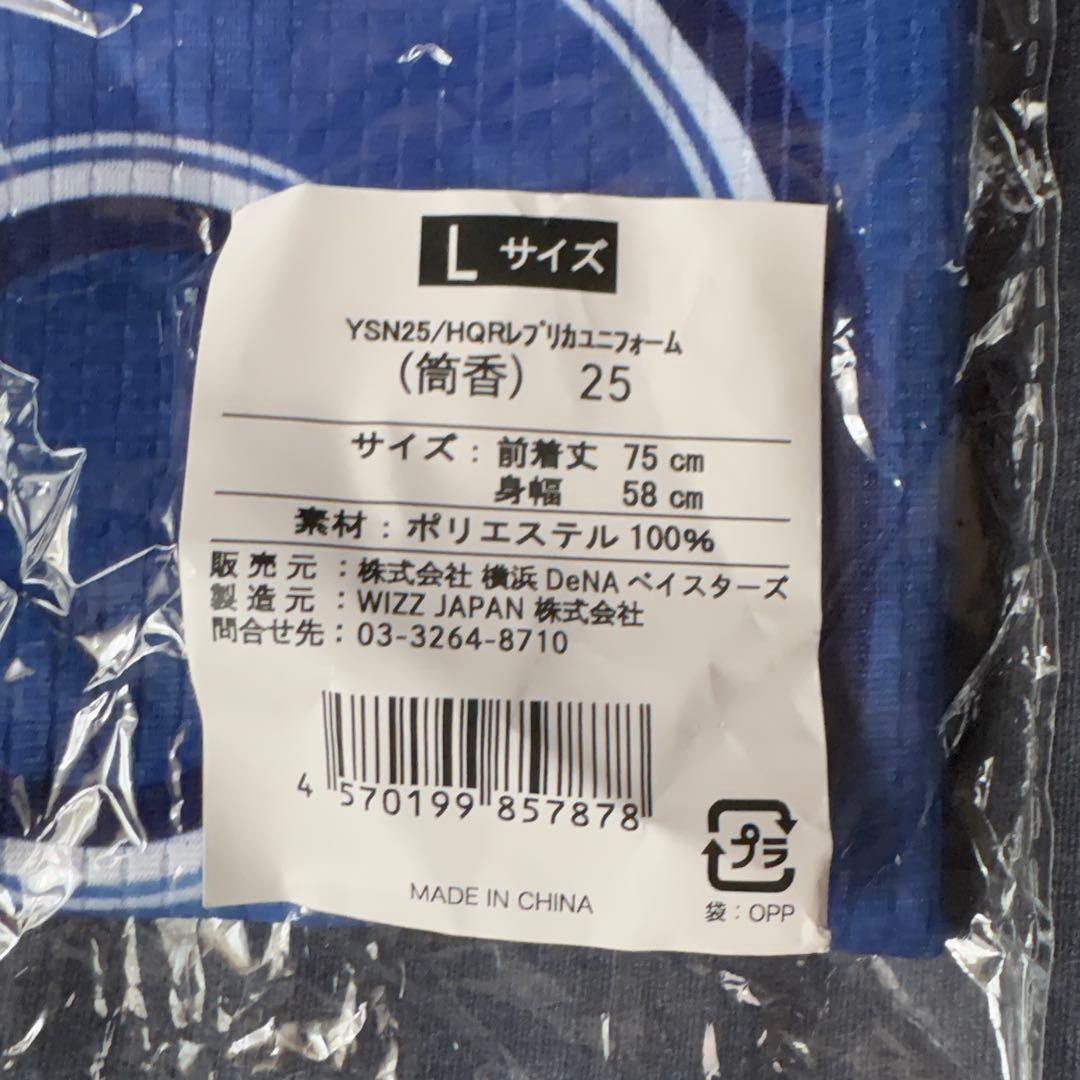 L サイズ
YSN25/HQRﾚﾌﾟﾘｶﾕﾆﾌｫｰﾑ
(筒香) 25
サイズ：前着丈 75 cm
身幅 58 cm
素材：ポリエステル 100%
販売元：株式会社 横浜 DeNA ベイスターズ
製造元：WIZZ JAPAN 株式会社
問合せ先：03-3264-8710
4 570199 857878
プラ
MADE IN CHINA
袋：OPP